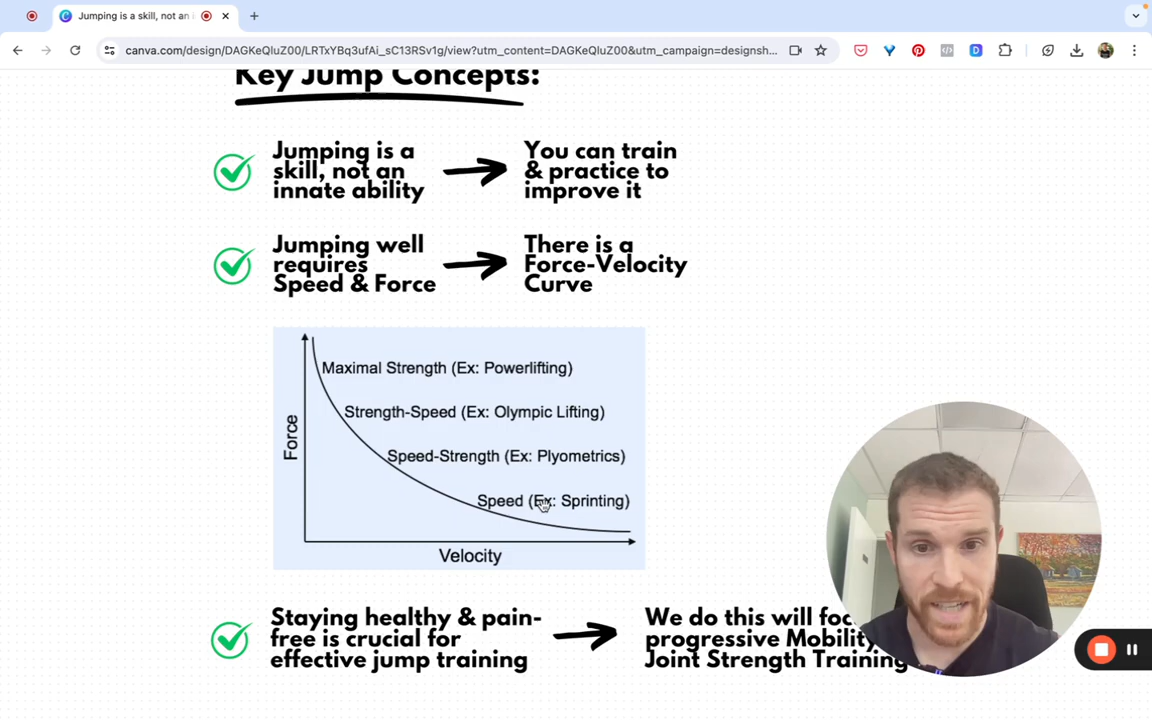 Jumping is a skill, not an i
canva.com/design/DAGKeQluZ00/LRTxYBq3ufAi_sC13RSv1g/view?utm_content=DAGKeQluZ00&utm_campaign=designsh...
Key Jump Concepts:
Jumping is a
skill, not an
innate ability
You can train
& practice to
improve it
Jumping well
requires
Speed & Force
There is a
Force-Velocity
Curve
Force
Maximal Strength (Ex: Powerlifting)
Strength-Speed (Ex: Olympic Lifting)
Speed-Strength (Ex: Plyometrics)
Speed (Ex: Sprinting)
Velocity
Staying healthy & pain-
free is crucial for
effective jump training
We do this will foc
progressive Mobility
Joint Strength Training